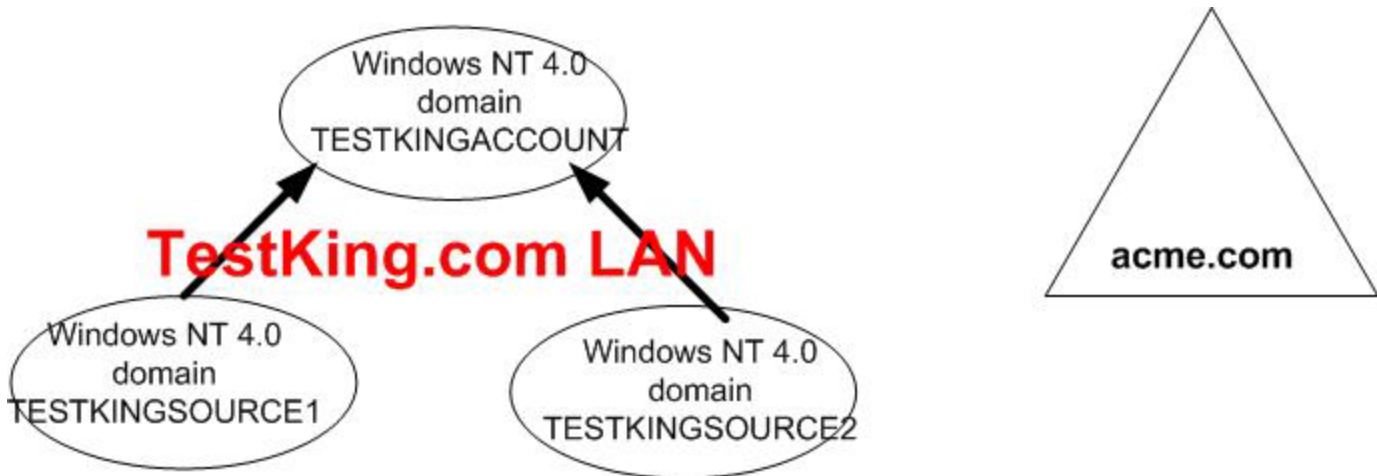 Windows NT 4.0
domain
TESTKINGACCOUNT
acme.com
TestKing.com LAN
Windows NT 4.0
domain
TESTKINGSOURCE1
Windows NT 4.0
domain
TESTKINGSOURCE2